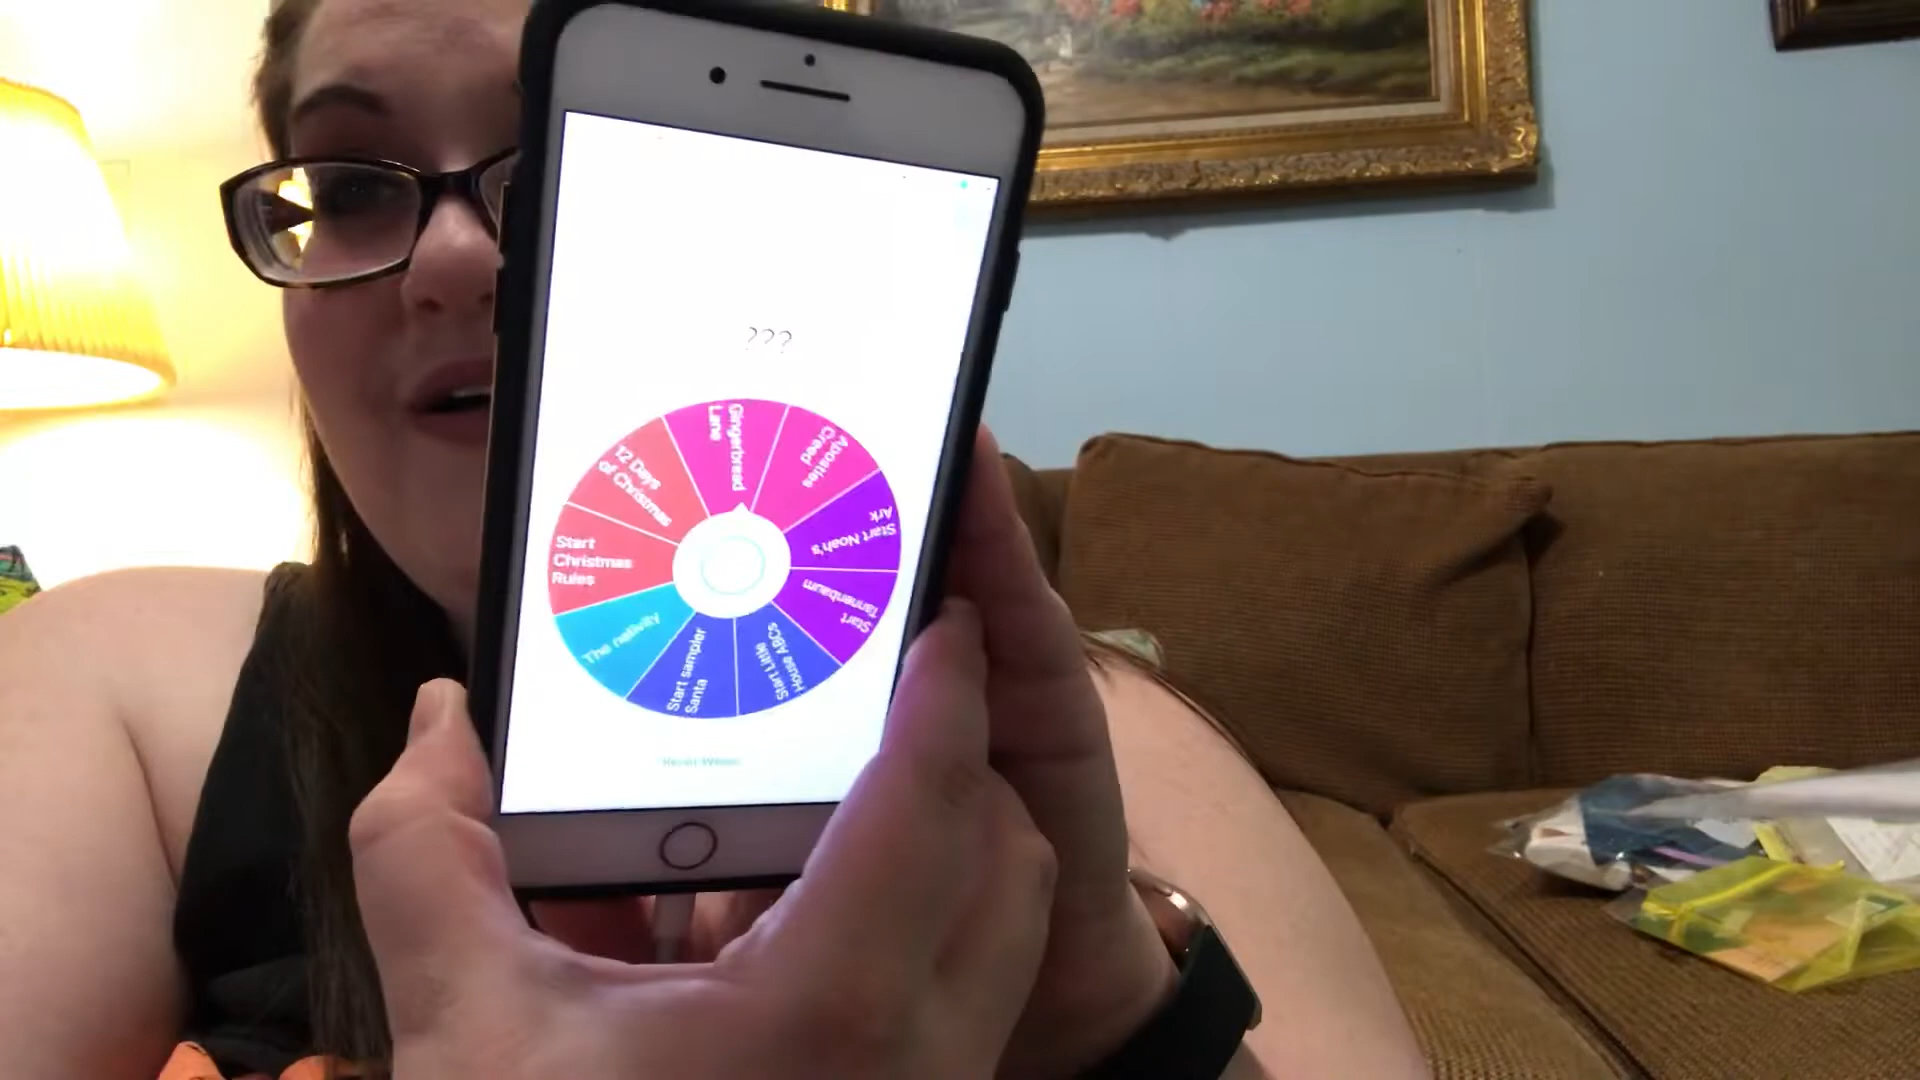 ???
Gingerbread
Lane
Apostles
Creed
Start Noah's
Ark
Start
Tannenbaum
Start Little
House ABCs
Start sampler
Santa
The nativity
Start
Christmas
Rules
12 Days
of Christmas